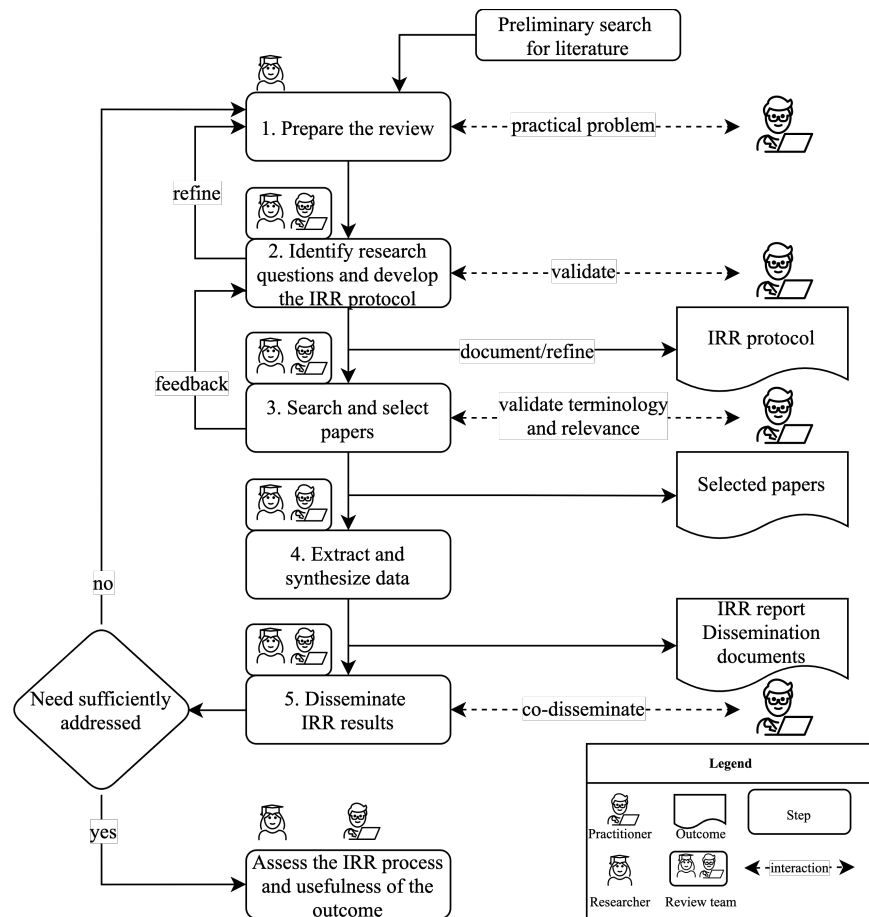 Preliminary search
for literature
1. Prepare the review
practical problem
refine
2. Identify research
questions and develop
the IRR protocol
validate
document/refine
IRR protocol
feedback
3. Search and select
papers
validate terminology
and relevance
Selected papers
4. Extract and
synthesize data
no
IRR report
Dissemination
documents
Need sufficiently
addressed
5. Disseminate
IRR results
co-disseminate
yes
Assess the IRR process
and usefulness of the
outcome
Legend
Practitioner
Outcome
Step
Researcher
Review team
interaction